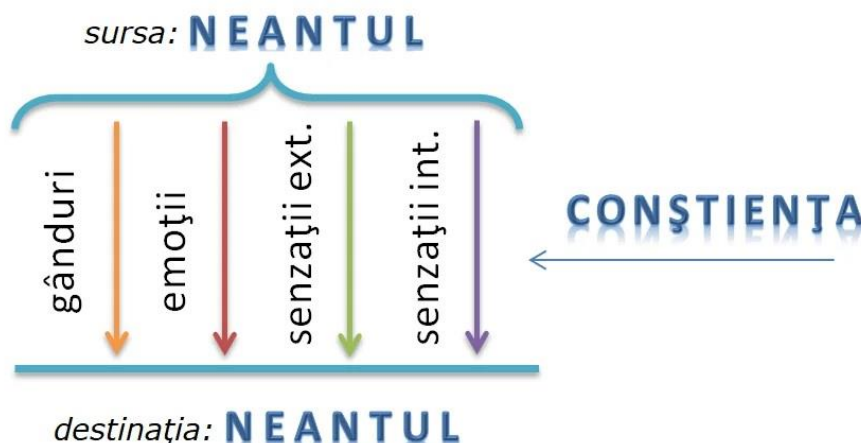 sursa: NEANTUL
gânduri
emoţii
senzaţii ext.
senzaţii int.
CONŞTIENŢA
destinaţia: NEANTUL